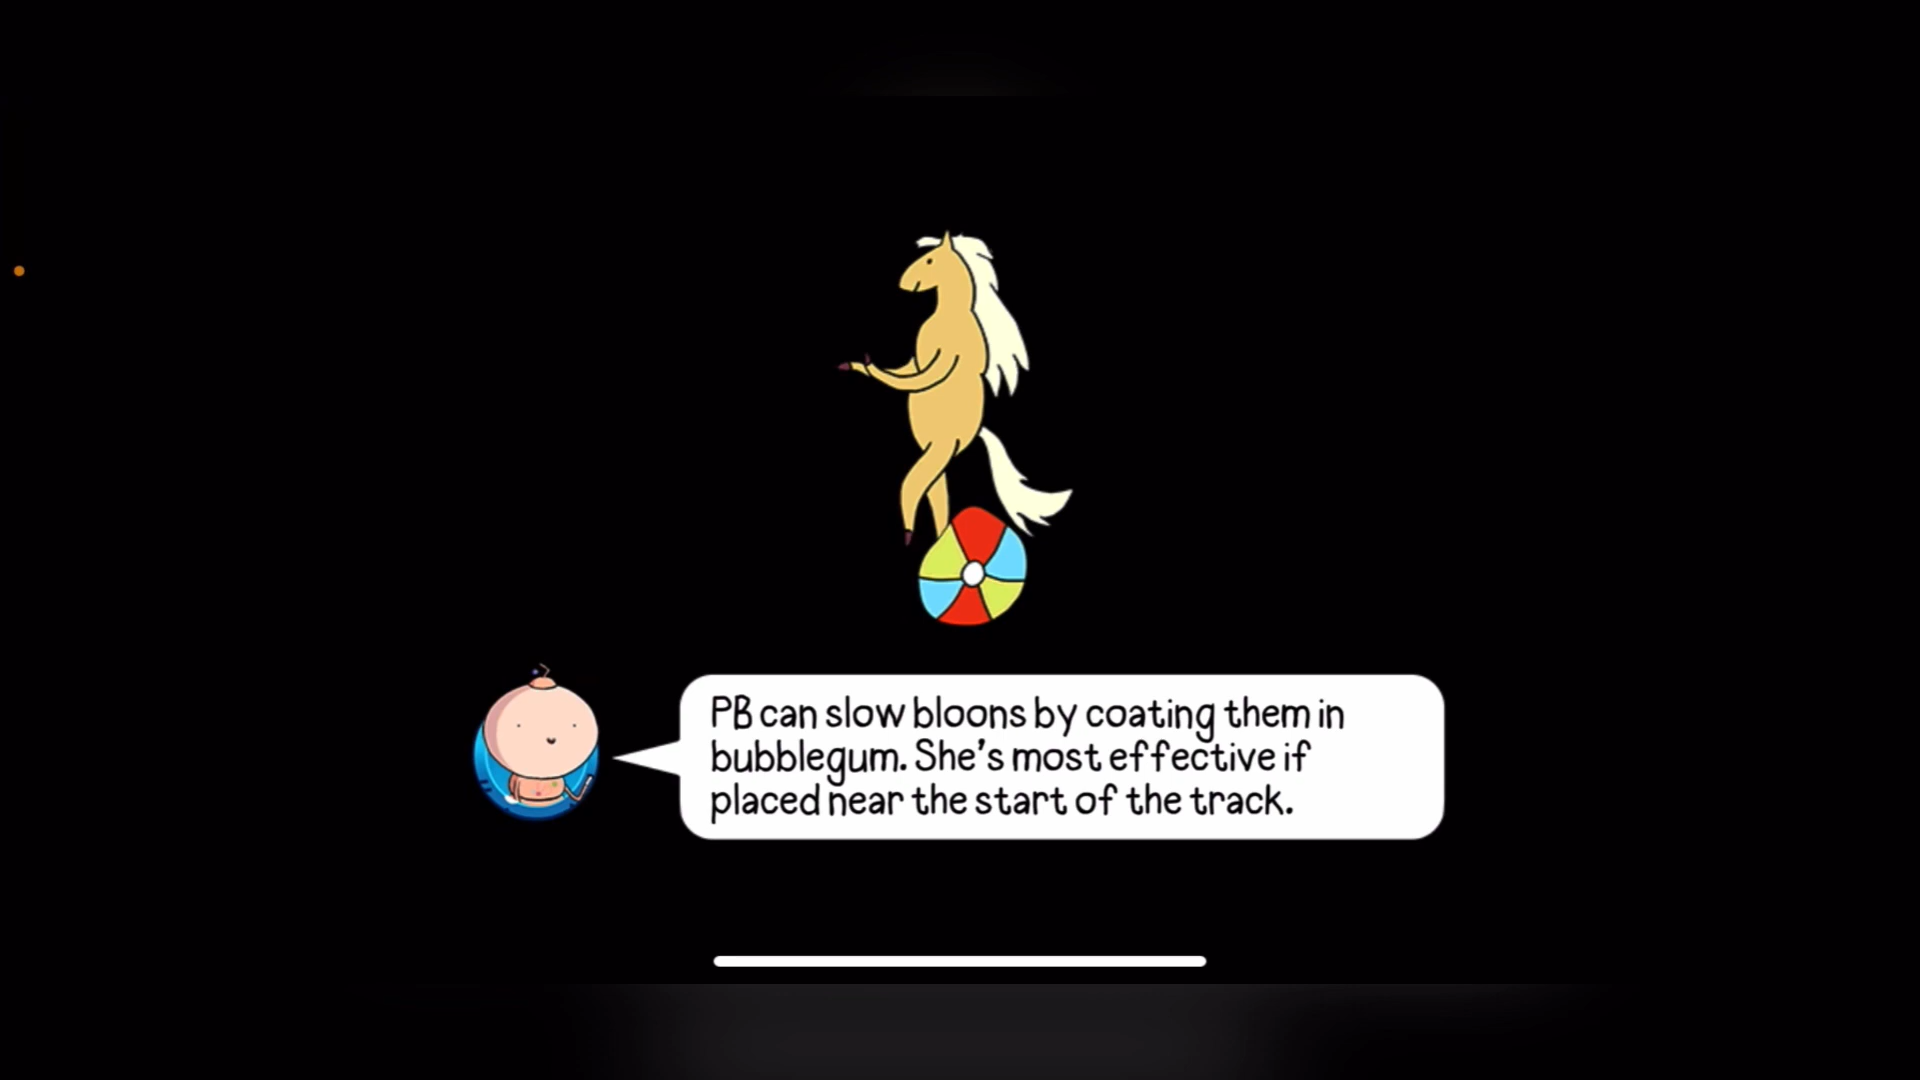 PB can slow bloons by coating them in
bubblegum. She's most effective if
placed near the start of the track.